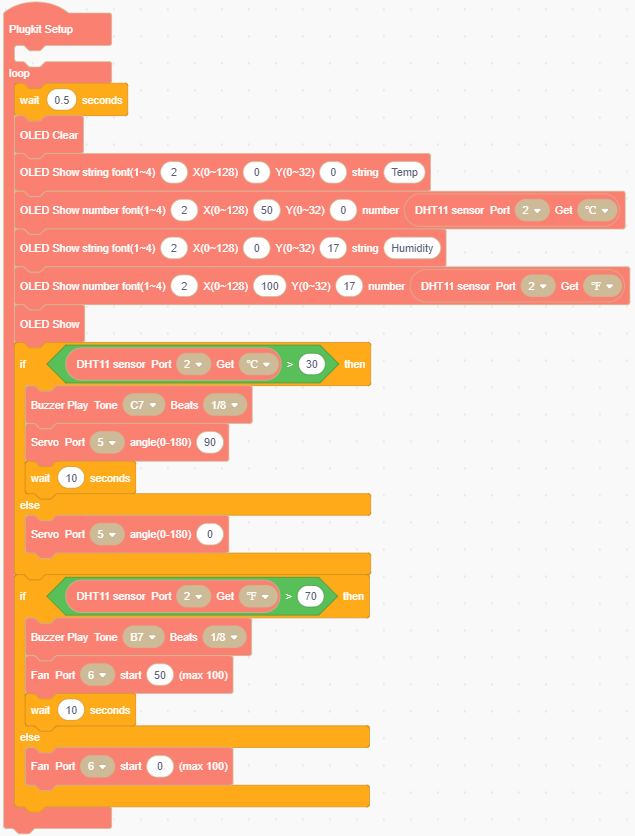 Plugkit Setup
loop
wait 0.5 seconds
OLED Clear
OLED Show string font(1~4) 2 X(0~128) 0 Y(0~32) 0 string Temp
OLED Show number font(1~4) 2 X(0~128) 50 Y(0~32) 0 number DHT11 sensor Port 2 Get ℃
OLED Show string font(1~4) 2 X(0~128) 0 Y(0~32) 17 string Humidity
OLED Show number font(1~4) 2 X(0~128) 100 Y(0~32) 17 number DHT11 sensor Port 2 Get ℉
OLED Show
if DHT11 sensor Port 2 Get ℃ > 30 then
Buzzer Play Tone C7 Beats 1/8
Servo Port 5 angle(0-180) 90
wait 10 seconds
else
Servo Port 5 angle(0-180) 0
if DHT11 sensor Port 2 Get ℉ > 70 then
Buzzer Play Tone B7 Beats 1/8
Fan Port 6 start 50 (max 100)
wait 10 seconds
else
Fan Port 6 start 0 (max 100)